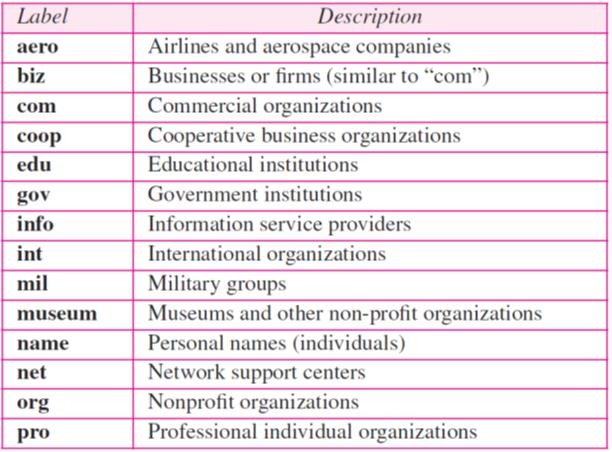 Label Description
aero Airlines and aerospace companies
biz Businesses or firms (similar to “com”)
com Commercial organizations
coop Cooperative business organizations
edu Educational institutions
gov Government institutions
info Information service providers
int International organizations
mil Military groups
museum Museums and other non-profit organizations
name Personal names (individuals)
net Network support centers
org Nonprofit organizations
pro Professional individual organizations